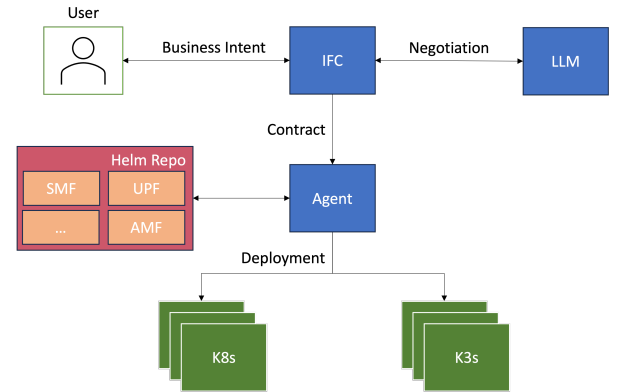 User
Business Intent
IFC
Negotiation
LLM
Contract
Helm Repo
SMF
UPF
...
AMF
Agent
Deployment
K8s
K3s